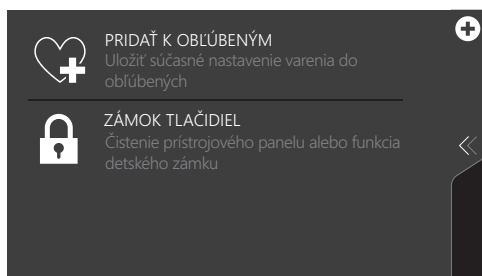 PRIDAŤ K OBĽÚBENÝM
Uložiť súčasné nastavenie varenia do
obľúbených
ZÁMOK TLAČIDIEL
Čistenie prístrojového panelu alebo funkcia
detského zámku